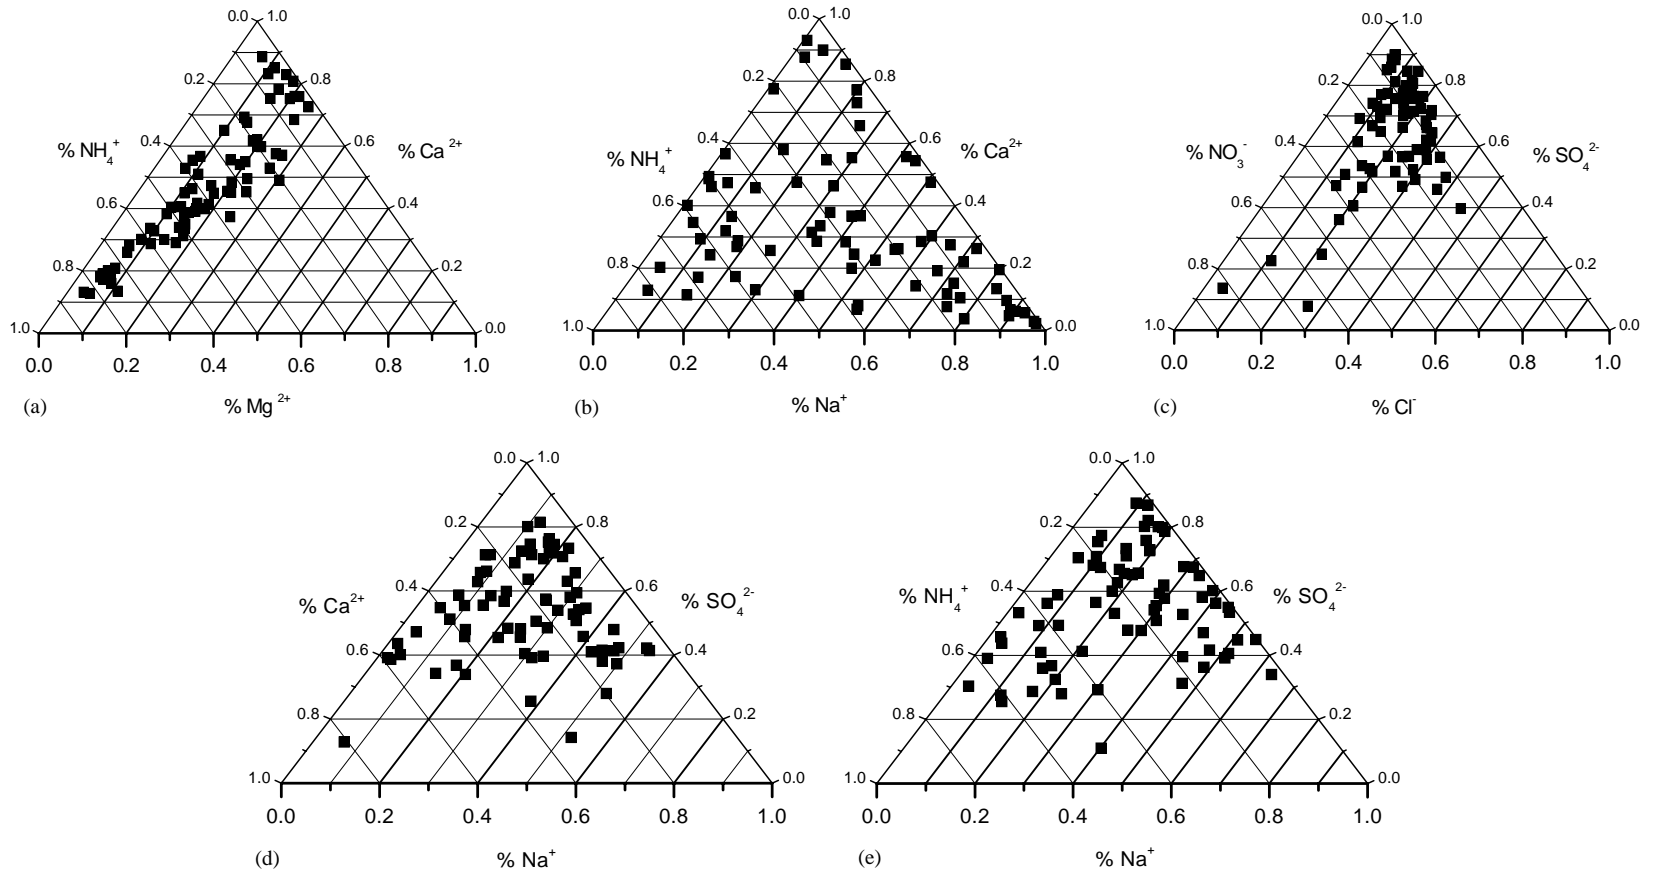 0.0 1.0
0.2 0.8
% NH4+ 0.4 0.6 % Ca2+
0.6 0.4
0.8 0.2
1.0 0.0
0.0 0.2 0.4 0.6 0.8 1.0
(a) % Mg2+
0.0 1.0
0.2 0.8
0.4 0.6
% NH4+ % Ca2+
0.6 0.4
0.8 0.2
1.0 0.0
0.0 0.2 0.4 0.6 0.8 1.0
(b) % Na+
0.0 1.0
0.2 0.8
% NO3- 0.4 0.6 % SO42-
0.6 0.4
0.8 0.2
1.0 0.0
0.0 0.2 0.4 0.6 0.8 1.0
(c) % Cl-
0.0 1.0
0.2 0.8
0.4 0.6
% Ca2+ % SO42-
0.6 0.4
0.8 0.2
1.0 0.0
0.0 0.2 0.4 0.6 0.8 1.0
(d) % Na+
0.0 1.0
0.2 0.8
% NH4+ 0.4 0.6 % SO42-
0.6 0.4
0.8 0.2
1.0 0.0
0.0 0.2 0.4 0.6 0.8 1.0
(e) % Na+